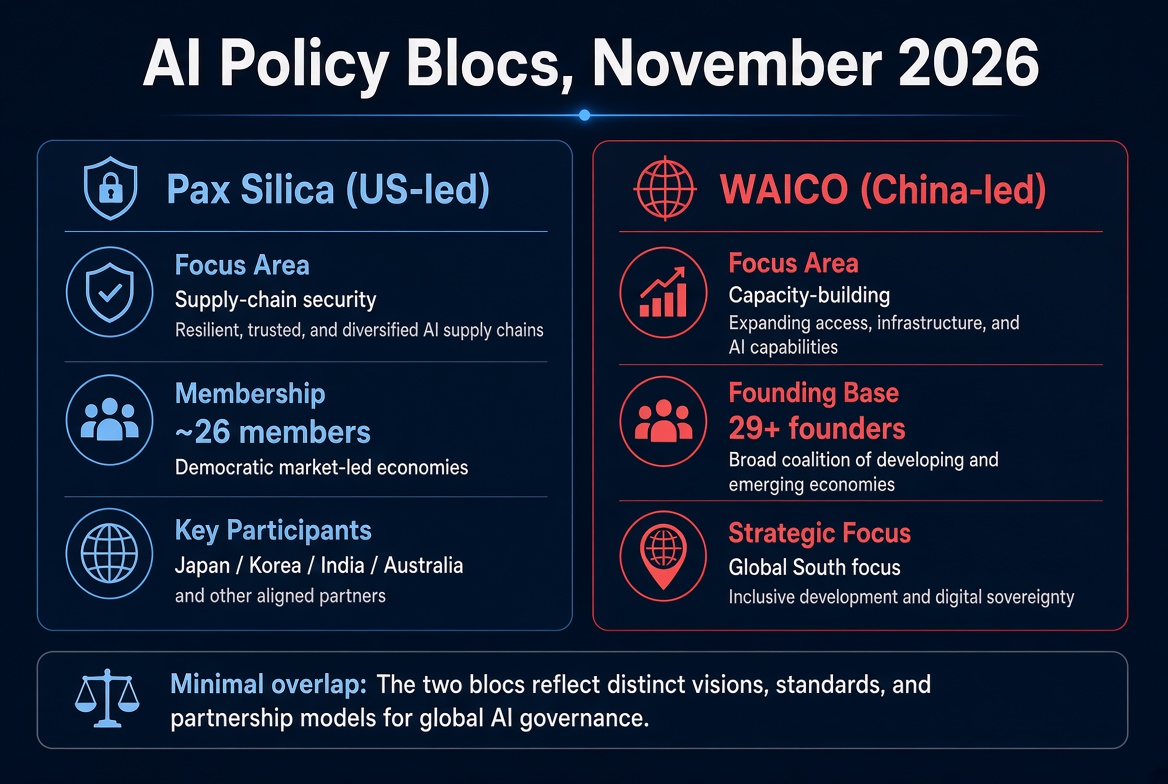 AI Policy Blocs, November 2026
Pax Silica (US-led)
Focus Area
Supply-chain security
Resilient, trusted, and diversified AI supply chains
Membership
~26 members
Democratic market-led economies
Key Participants
Japan / Korea / India / Australia
and other aligned partners
WAICO (China-led)
Focus Area
Capacity-building
Expanding access, infrastructure, and
AI capabilities
Founding Base
29+ founders
Broad coalition of developing and
emerging economies
Strategic Focus
Global South focus
Inclusive development and digital sovereignty
Minimal overlap: The two blocs reflect distinct visions, standards, and
partnership models for global AI governance.